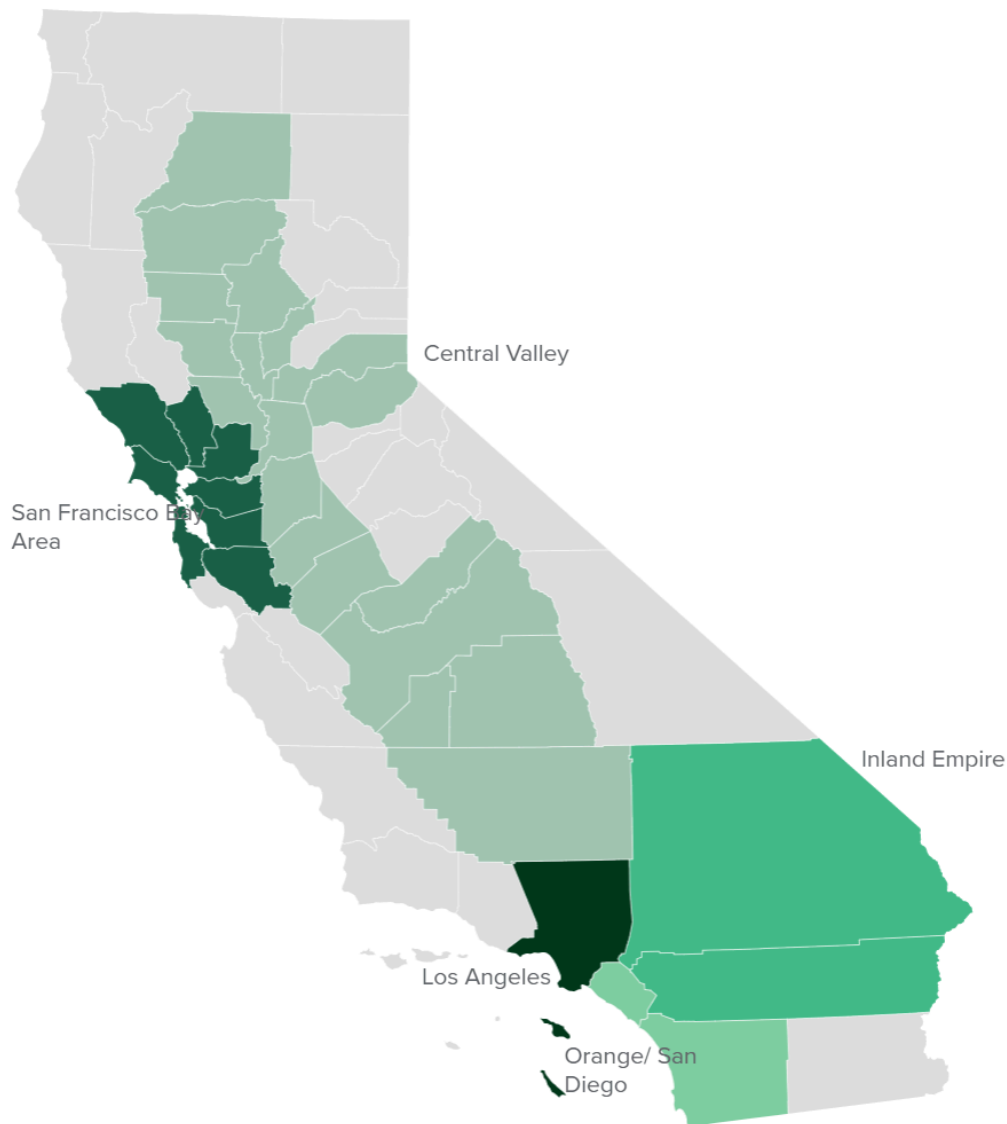 Central Valley
San Francisco Bay
Area
Inland Empire
Los Angeles
Orange/ San
Diego